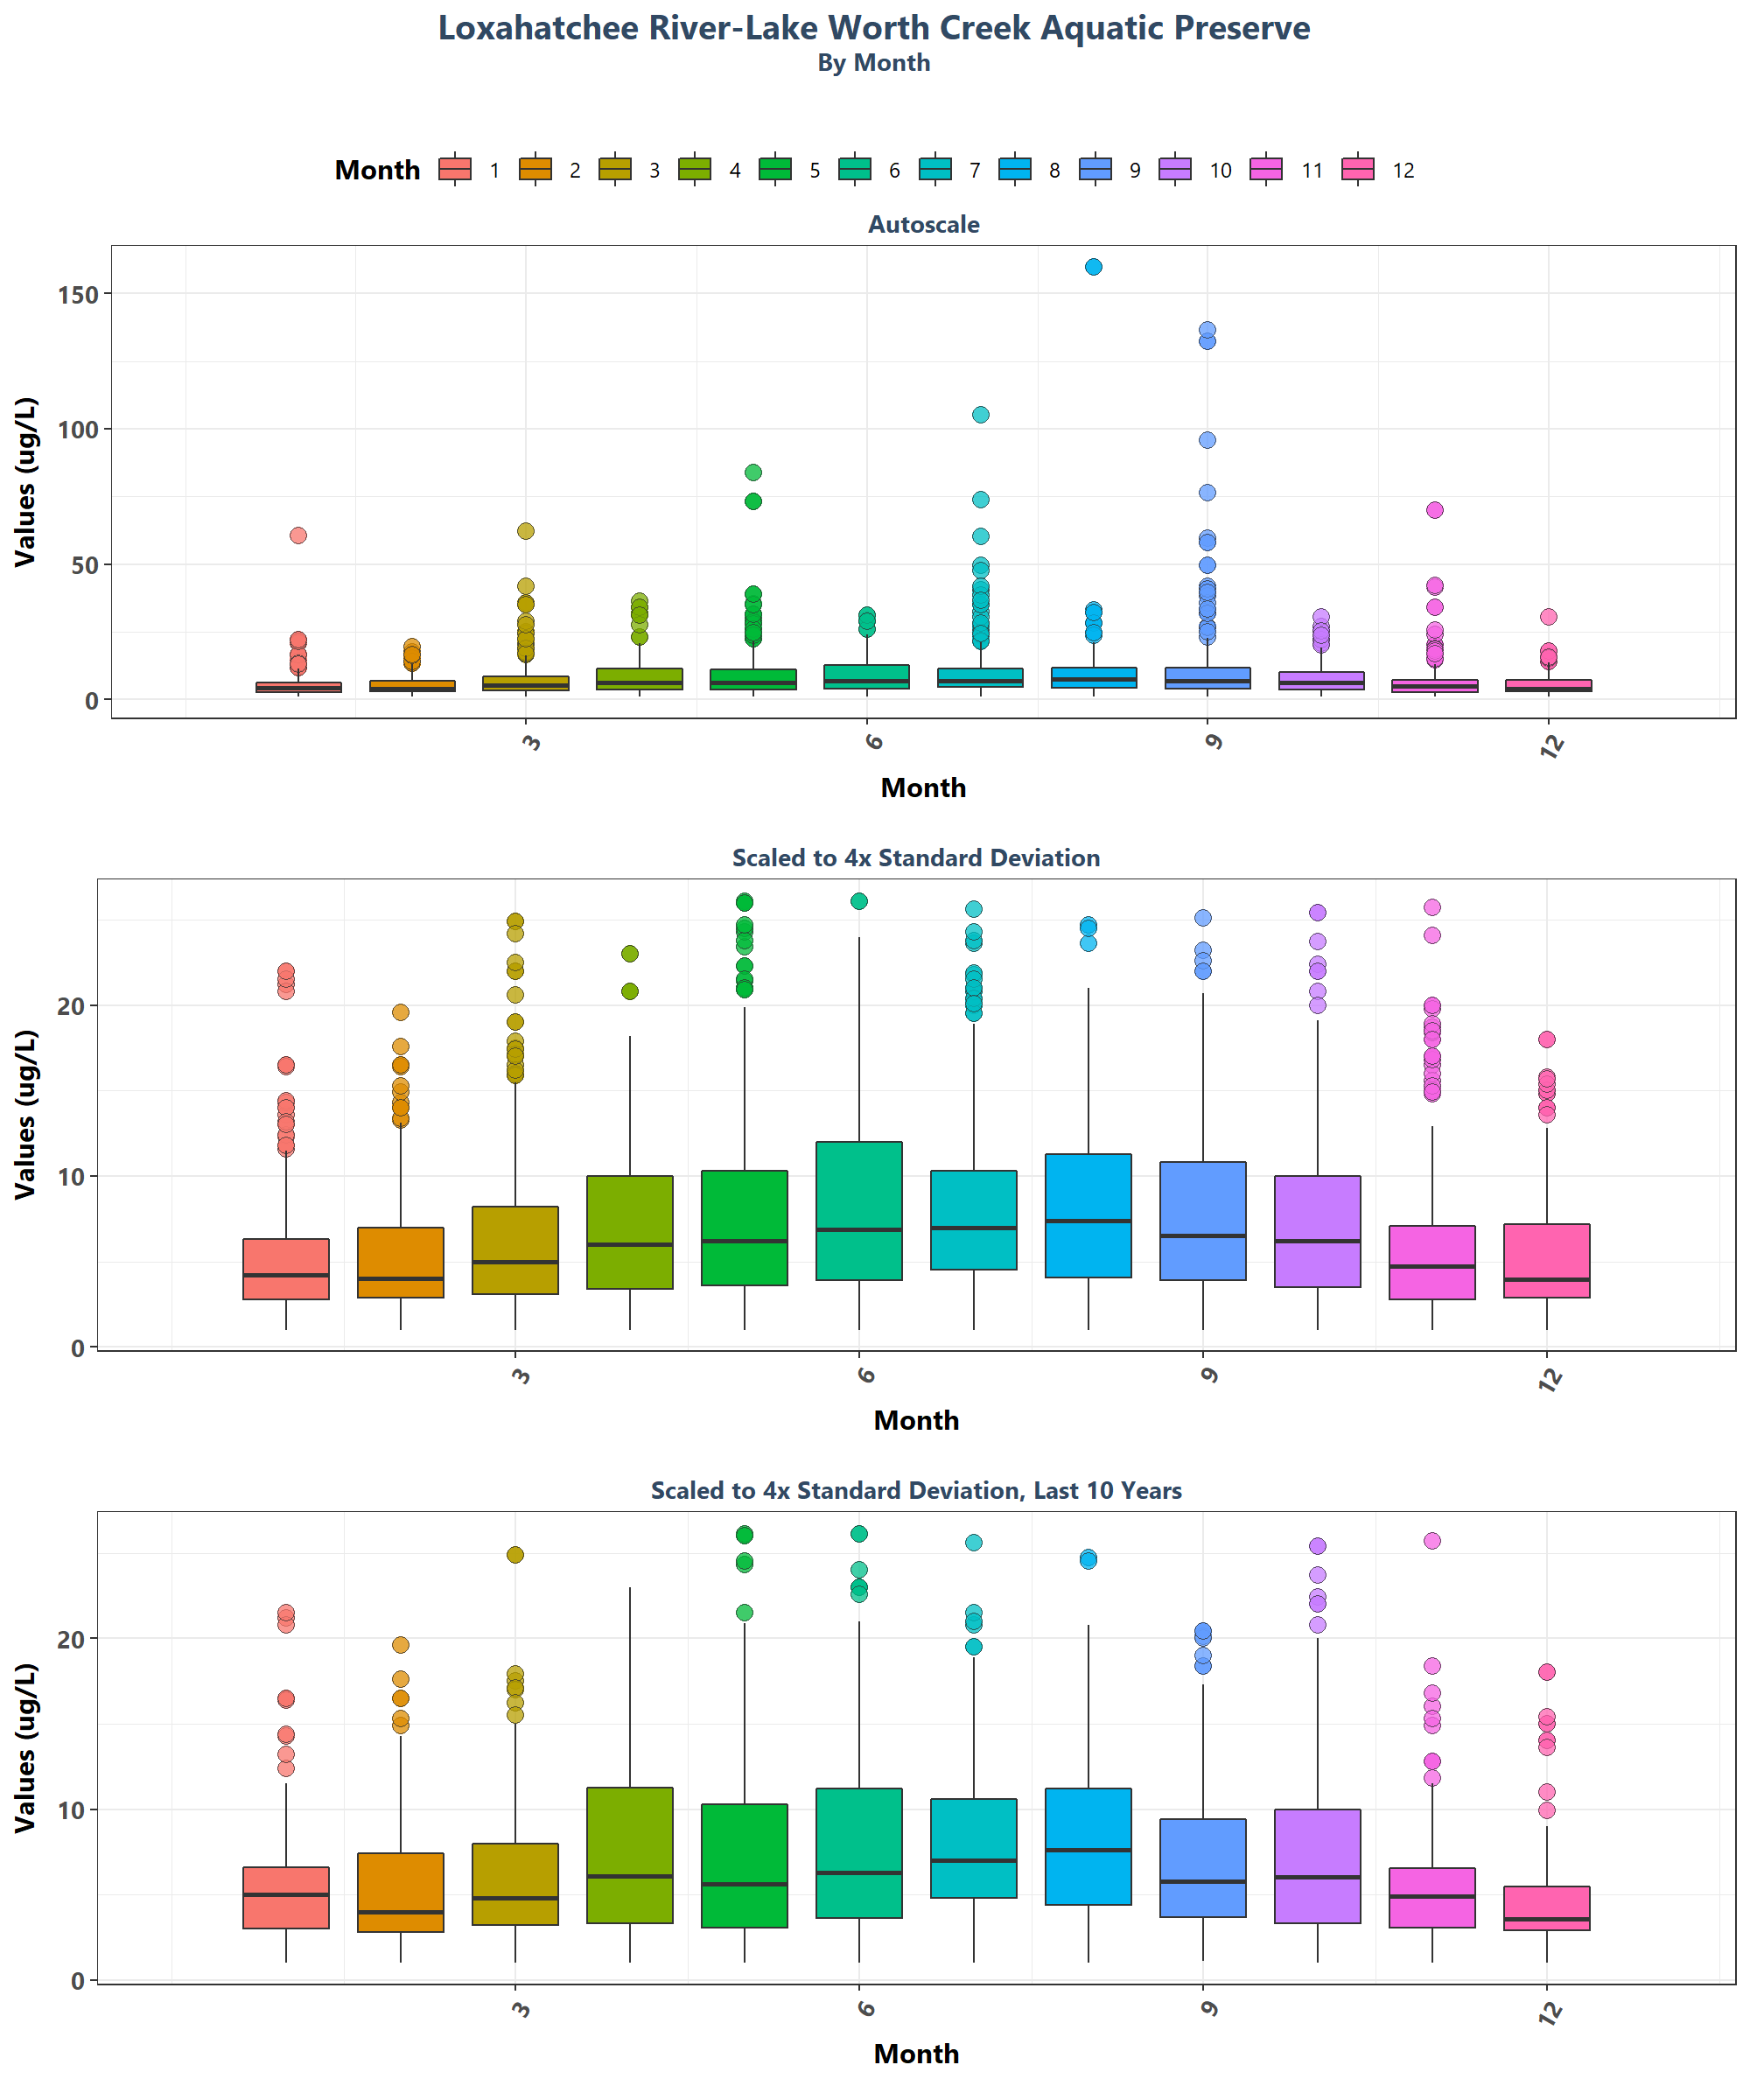 Loxahatchee River-Lake Worth Creek Aquatic Preserve
By Month
Month 1 2 3 4 5 6 7 8 9 10 11 12
Autoscale
Values (ug/L)
150
100
50
0
3 6 9 12
Month
Scaled to 4x Standard Deviation
Values (ug/L)
20
10
0
3 6 9 12
Month
Scaled to 4x Standard Deviation, Last 10 Years
Values (ug/L)
20
10
0
3 6 9 12
Month